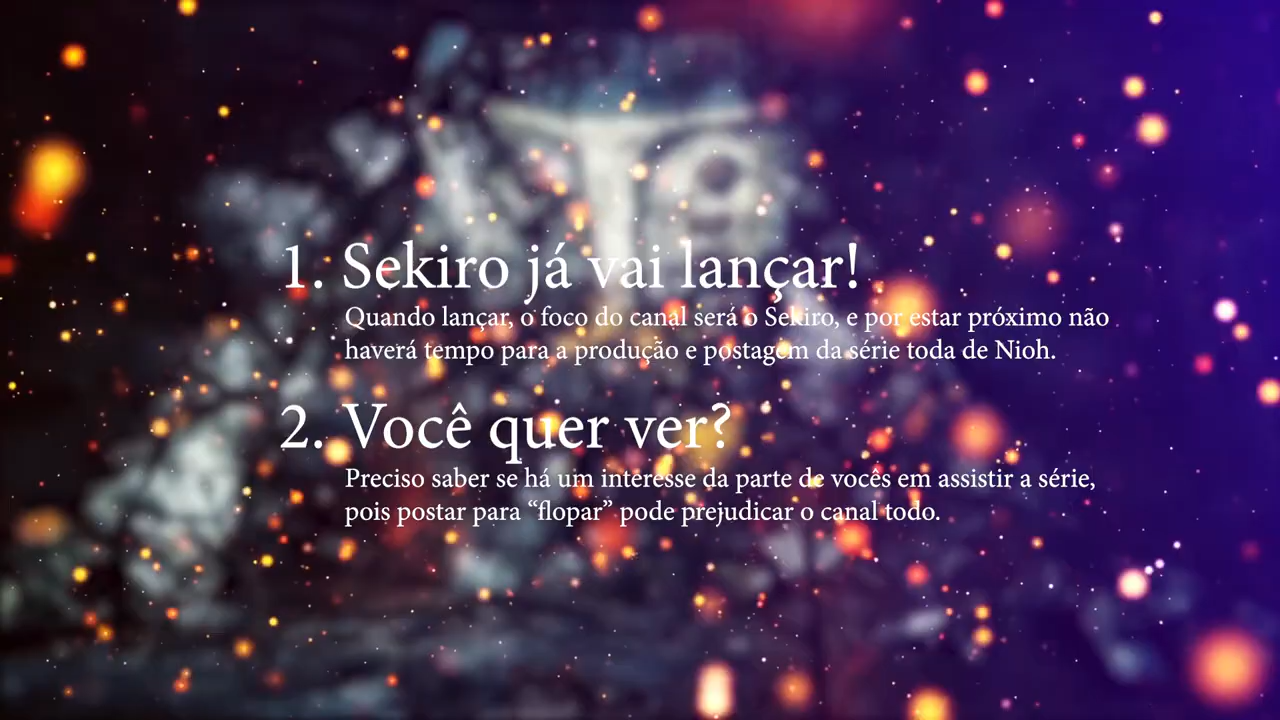 1. Sekiro já vai lançar!
Quando lançar, o foco do canal será o Sekiro, e por estar próximo não
haverá tempo para a produção e postagem da série toda de Nioh.
2. Você quer ver?
Preciso saber se há um interesse da parte de vocês em assistir a série,
pois postar para “flopar” pode prejudicar o canal todo.